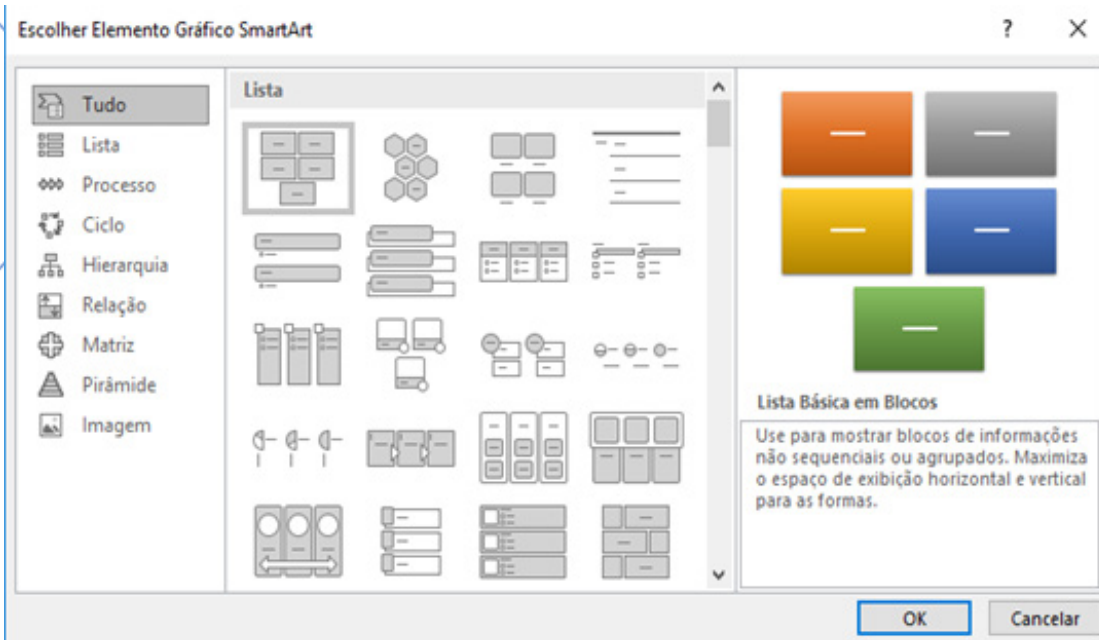 Escolher Elemento Gráfico SmartArt
Tudo
Lista
Processo
Ciclo
Hierarquia
Relação
Matriz
Pirâmide
Imagem
Lista
Lista Básica em Blocos
Use para mostrar blocos de informações
não sequenciais ou agrupados. Maximiza
o espaço de exibição horizontal e vertical
para as formas.
OK
Cancelar